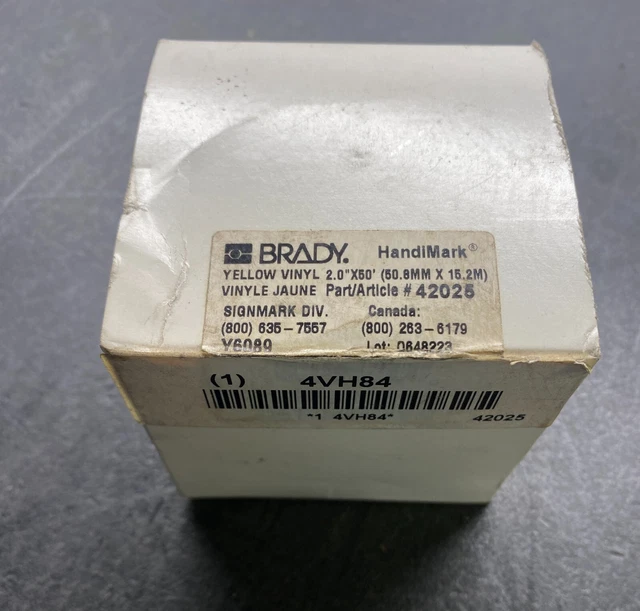 BRADY. HandiMark®
YELLOW VINYL 2.0"X50' (50.8MM X 15.2M)
VINYLE JAUNE Part/Article # 42025
SIGNMARK DIV. Canada:
(800) 635-7557 (800) 263-6179
Y6089 Lot: 0648223
(1) 4VH84
*1 4VH84* 42025